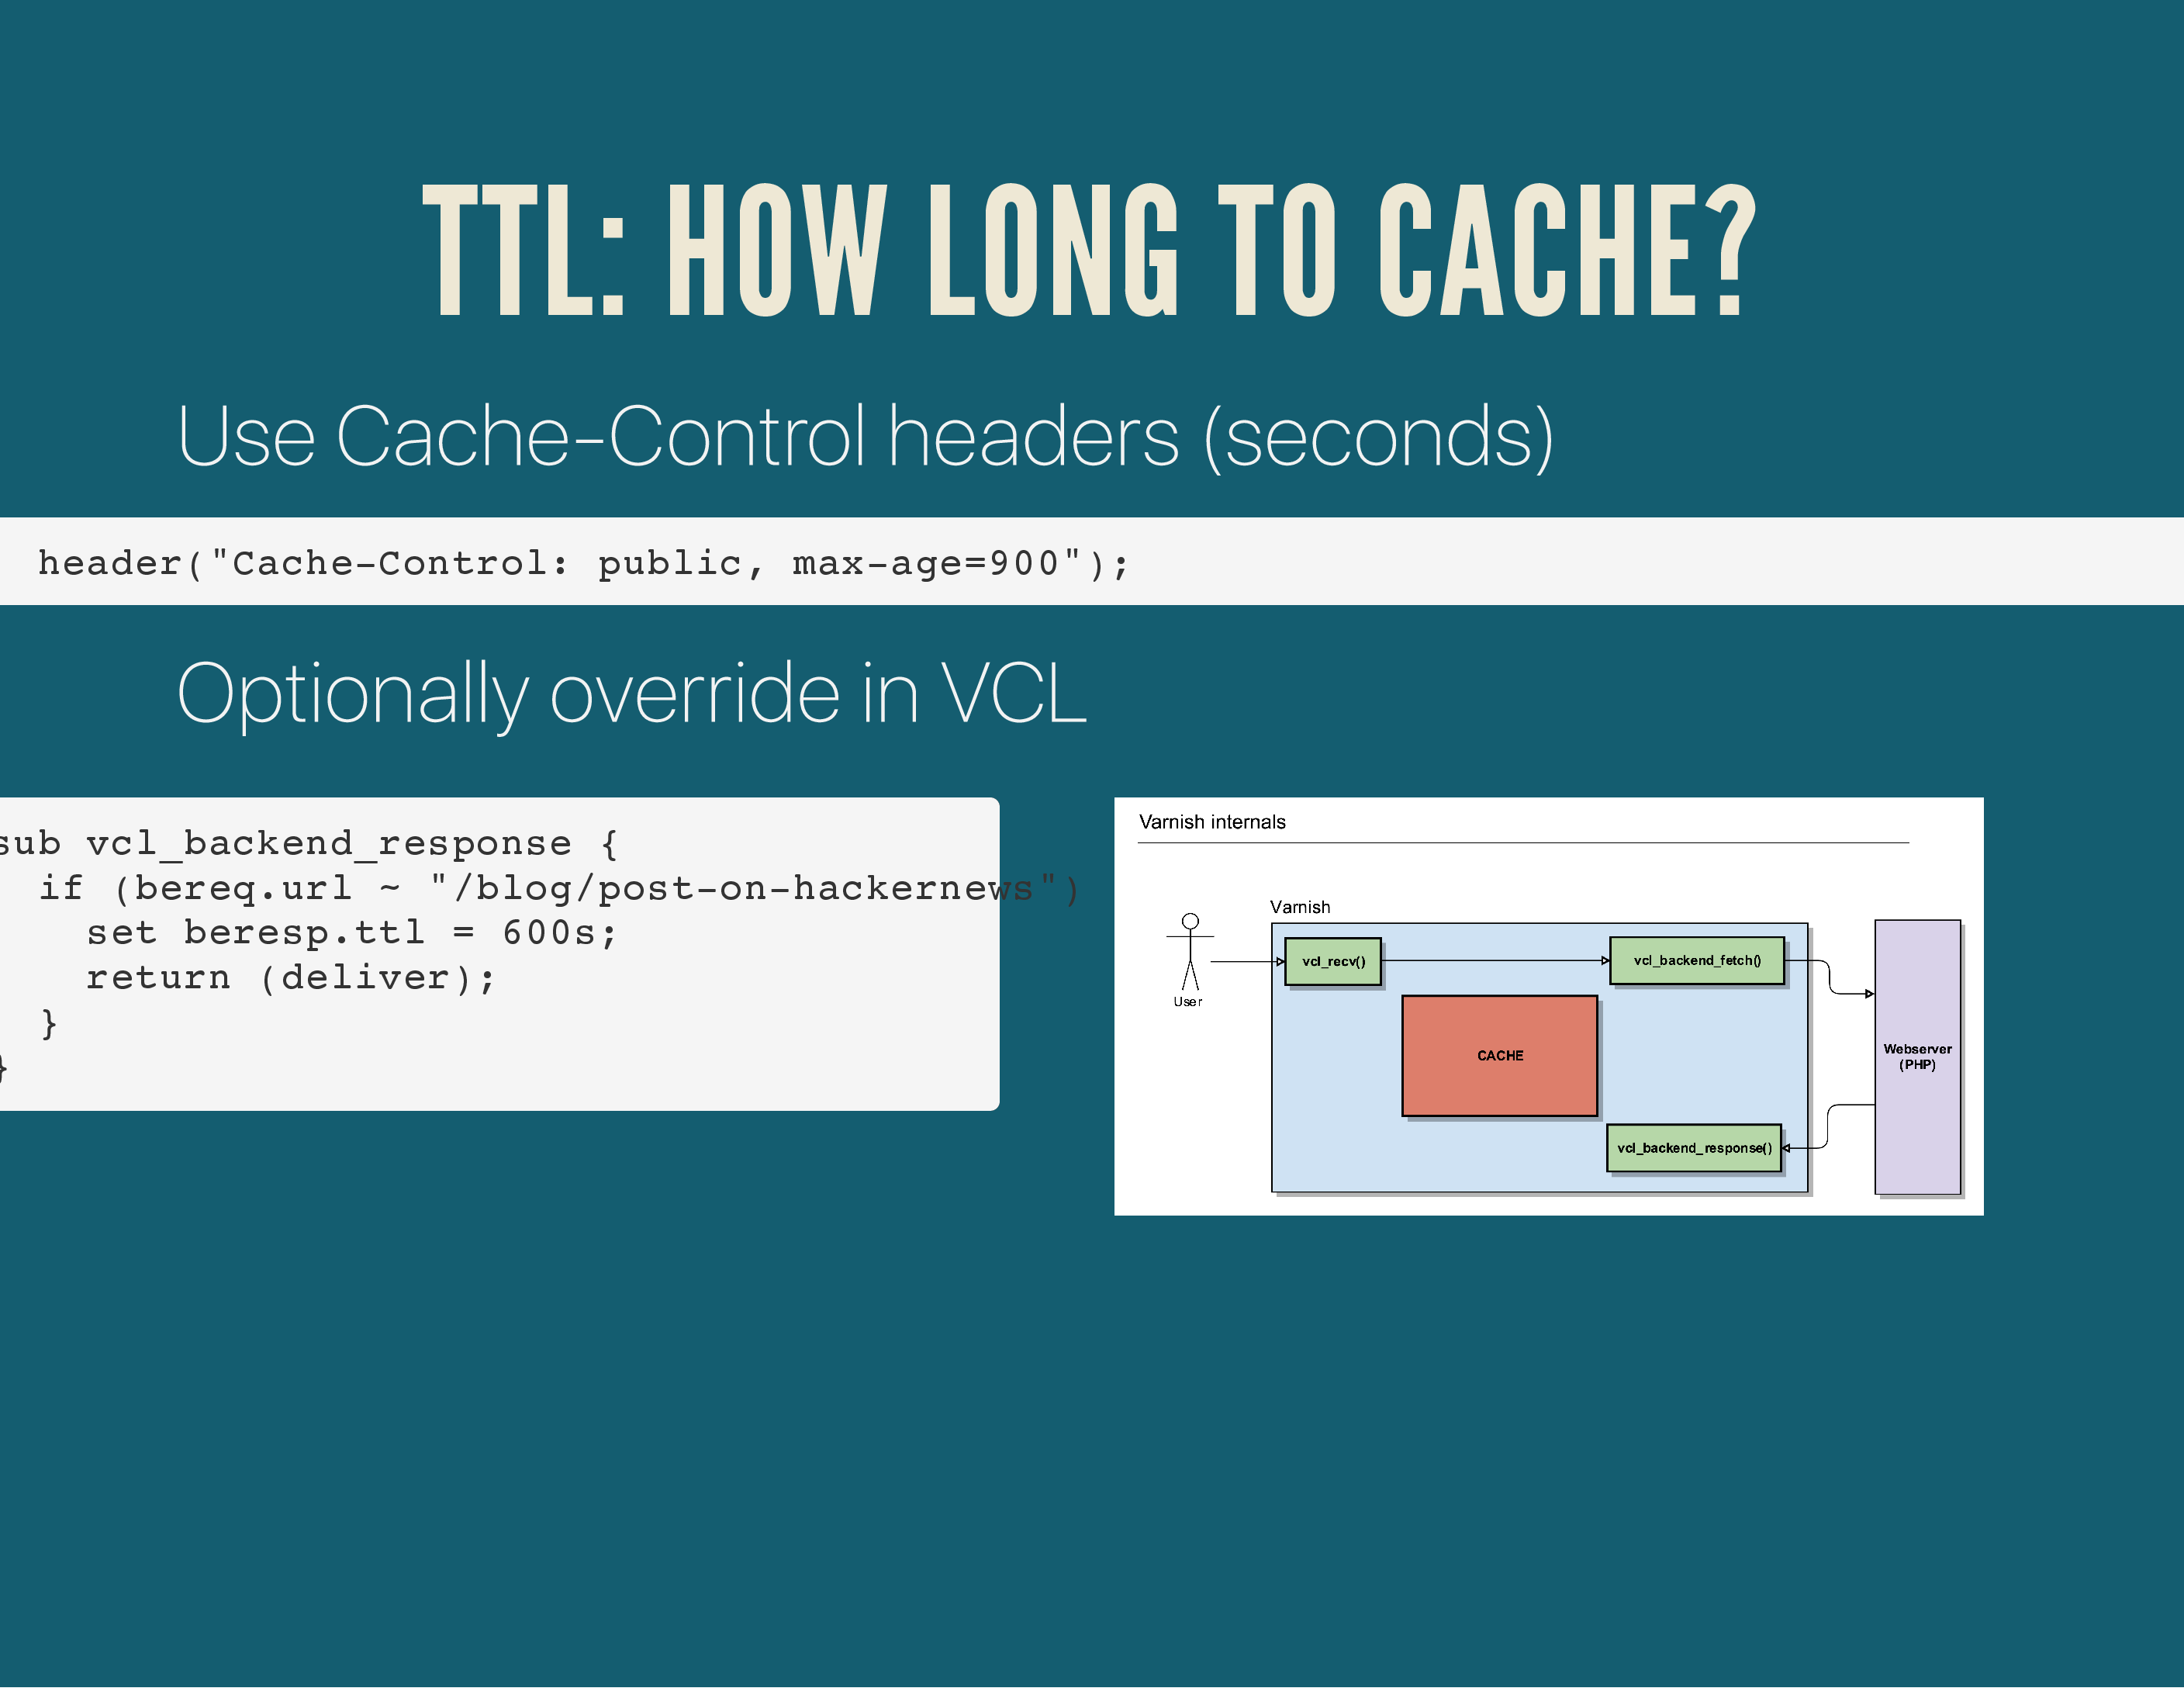 TTL: HOW LONG TO CACHE?
Use Cache-Control headers (seconds)
header("Cache-Control: public, max-age=900");
Optionally override in VCL
sub vcl_backend_response {
if (bereq.url ~ "/blog/post-on-hackernews")
set beresp.ttl = 600s;
return (deliver);
}
}
Varnish internals
Varnish
User
vcl_recv()
vcl_backend_fetch()
CACHE
Webserver
(PHP)
vcl_backend_response()